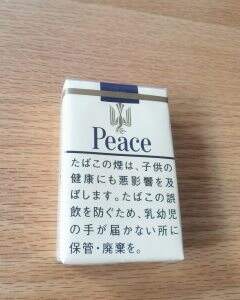 Peace
たばこの煙は、子供の
健康にも悪影響を及
ぼします。たばこの誤
飲を防ぐため、乳幼児
の手が届かない所に
保管・廃棄を。